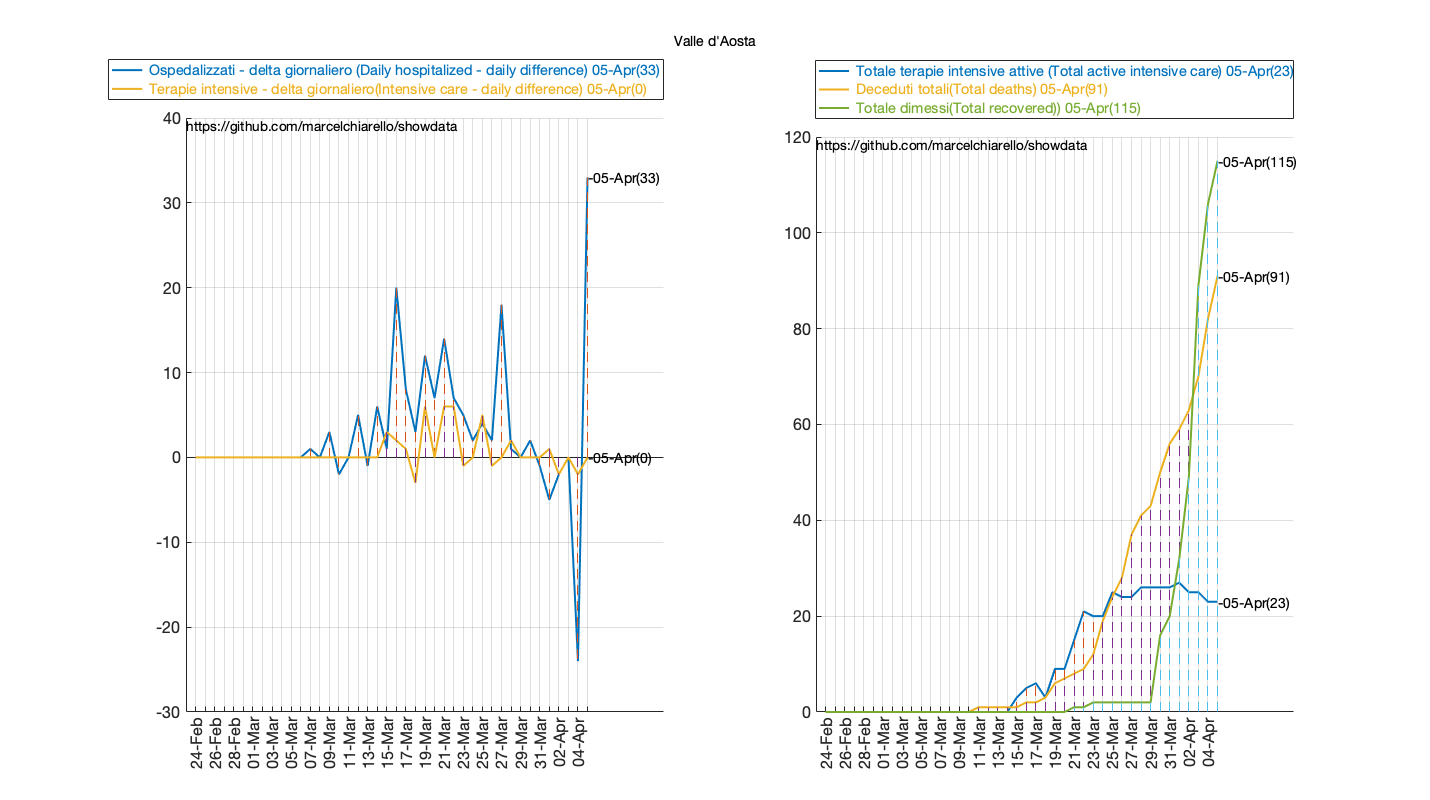 Valle d'Aosta
Ospedalizzati - delta giornaliero (Daily hospitalized - daily difference) 05-Apr(33)
Terapie intensive - delta giornaliero(Intensive care - daily difference) 05-Apr(0)
https://github.com/marcelchiarello/showdata
40
30
20
10
0
-10
-20
-30
-05-Apr(33)
-05-Apr(0)
24-Feb
26-Feb
28-Feb
01-Mar
03-Mar
05-Mar
07-Mar
09-Mar
11-Mar
13-Mar
15-Mar
17-Mar
19-Mar
21-Mar
23-Mar
25-Mar
27-Mar
29-Mar
31-Mar
02-Apr
04-Apr
Totale terapie intensive attive (Total active intensive care) 05-Apr(23)
Deceduti totali(Total deaths) 05-Apr(91)
Totale dimessi(Total recovered)) 05-Apr(115)
https://github.com/marcelchiarello/showdata
120
100
80
60
40
20
0
-05-Apr(115)
-05-Apr(91)
-05-Apr(23)
24-Feb
26-Feb
28-Feb
01-Mar
03-Mar
05-Mar
07-Mar
09-Mar
11-Mar
13-Mar
15-Mar
17-Mar
19-Mar
21-Mar
23-Mar
25-Mar
27-Mar
29-Mar
31-Mar
02-Apr
04-Apr